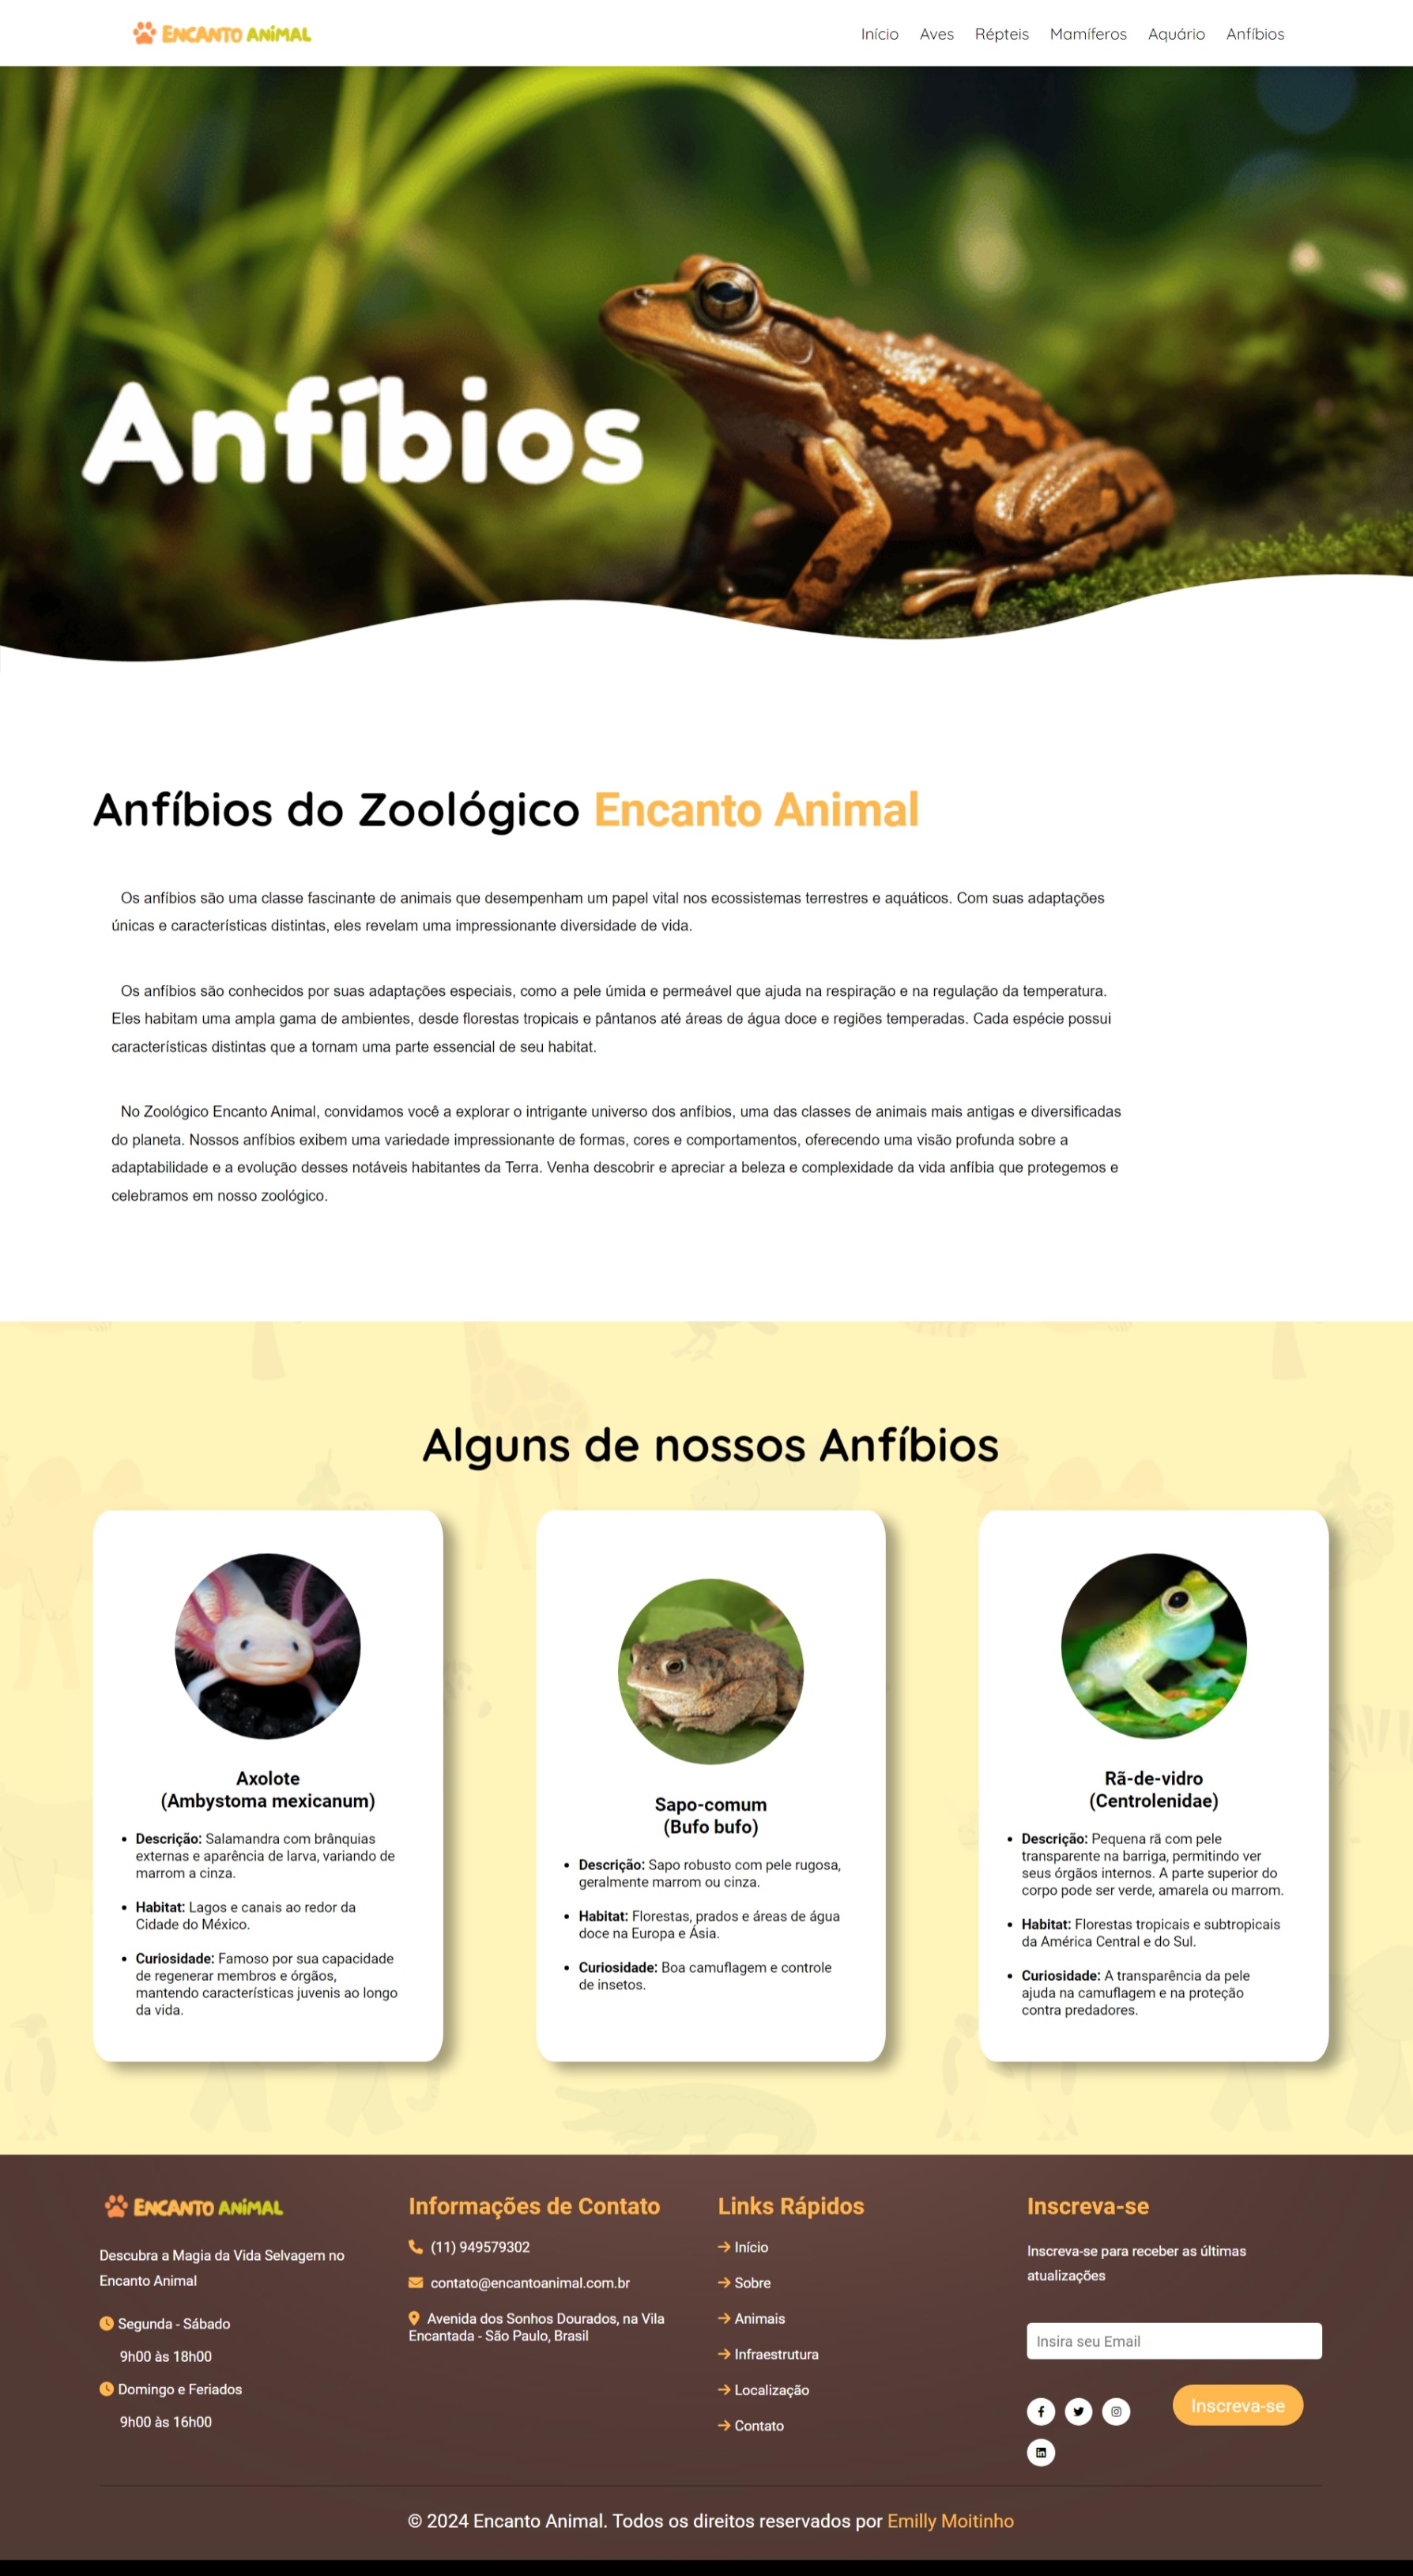 ENCANTO ANIMAL
Início Aves Répteis Mamíferos Aquário Anfíbios
Anfíbios
Anfíbios do Zoológico Encanto Animal
Os anfíbios são uma classe fascinante de animais que desempenham um papel vital nos ecossistemas terrestres e aquáticos. Com suas adaptações
únicas e características distintas, eles revelam uma impressionante diversidade de vida.
Os anfíbios são conhecidos por suas adaptações especiais, como a pele úmida e permeável que ajuda na respiração e na regulação da temperatura.
Eles habitam uma ampla gama de ambientes, desde florestas tropicais e pântanos até áreas de água doce e regiões temperadas. Cada espécie possui
características distintas que a tornam uma parte essencial de seu habitat.
No Zoológico Encanto Animal, convidamos você a explorar o intrigante universo dos anfíbios, uma das classes de animais mais antigas e diversificadas
do planeta. Nossos anfíbios exibem uma variedade impressionante de formas, cores e comportamentos, oferecendo uma visão profunda sobre a
adaptabilidade e a evolução desses notáveis habitantes da Terra. Venha descobrir e apreciar a beleza e complexidade da vida anfíbia que protegemos e
celebramos em nosso zoológico.
Alguns de nossos Anfíbios
Axolote
(Ambystoma mexicanum)
Descrição: Salamandra com brânquias
externas e aparência de larva, variando de
marrom a cinza.
Habitat: Lagos e canais ao redor da
Cidade do México.
Curiosidade: Famoso por sua capacidade
de regenerar membros e órgãos,
mantendo características juvenis ao longo
da vida.
Sapo-comum
(Bufo bufo)
Descrição: Sapo robusto com pele rugosa,
geralmente marrom ou cinza.
Habitat: Florestas, prados e áreas de água
doce na Europa e Ásia.
Curiosidade: Boa camuflagem e controle
de insetos.
Rã-de-vidro
(Centrolenidae)
Descrição: Pequena rã com pele
transparente na barriga, permitindo ver
seus órgãos internos. A parte superior do
corpo pode ser verde, amarela ou marrom.
Habitat: Florestas tropicais e subtropicais
da América Central e do Sul.
Curiosidade: A transparência da pele
ajuda na camuflagem e na proteção
contra predadores.
ENCANTO ANIMAL
Descubra a Magia da Vida Selvagem no
Encanto Animal
Segunda - Sábado
9h00 às 18h00
Domingo e Feriados
9h00 às 16h00
Informações de Contato
(11) 949579302
contato@encantoanimal.com.br
Avenida dos Sonhos Dourados, na Vila
Encantada - São Paulo, Brasil
Links Rápidos
Início
Sobre
Animais
Infraestrutura
Localização
Contato
Inscreva-se
Inscreva-se para receber as últimas
atualizações
Insira seu Email
Inscreva-se
© 2024 Encanto Animal. Todos os direitos reservados por Emilly Moitinho